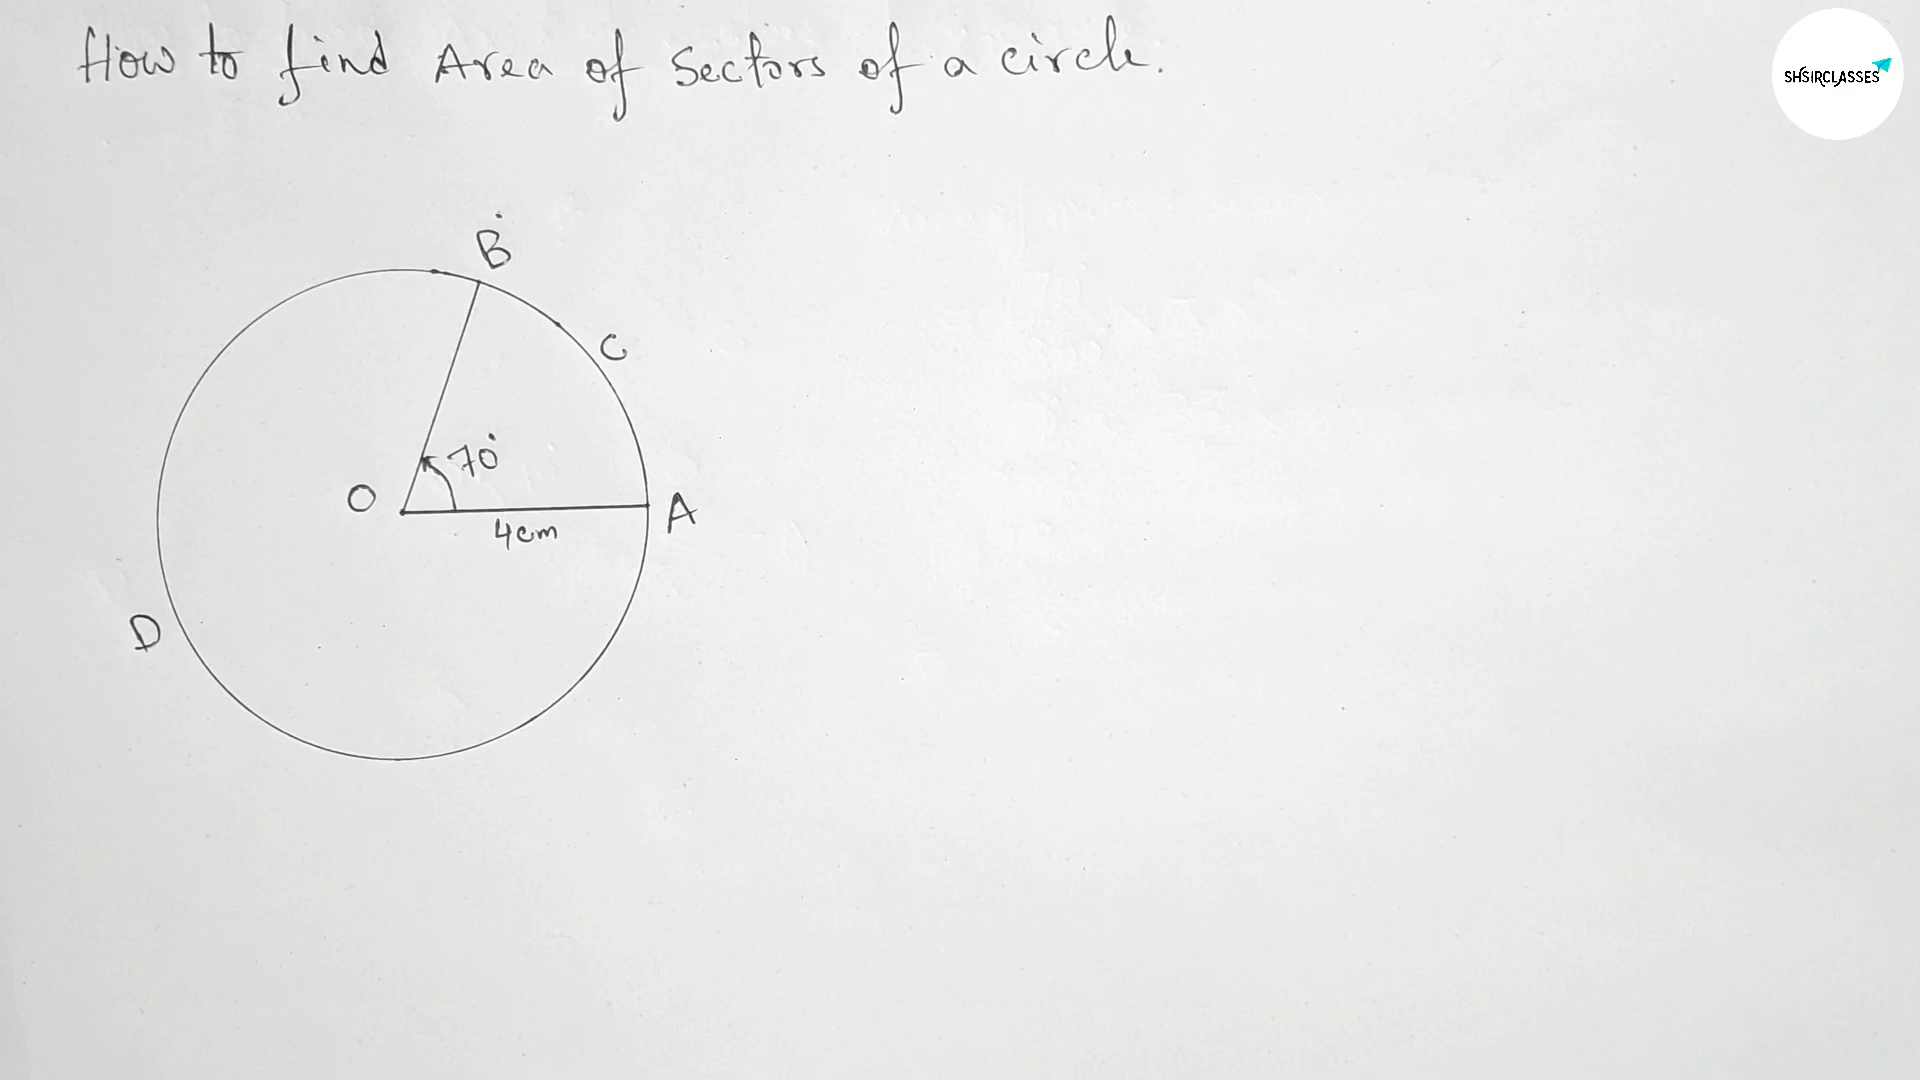 How to find Area of Sectors of a circle.
SHSIRCLASSES
B
C
70°
O
A
4cm
D